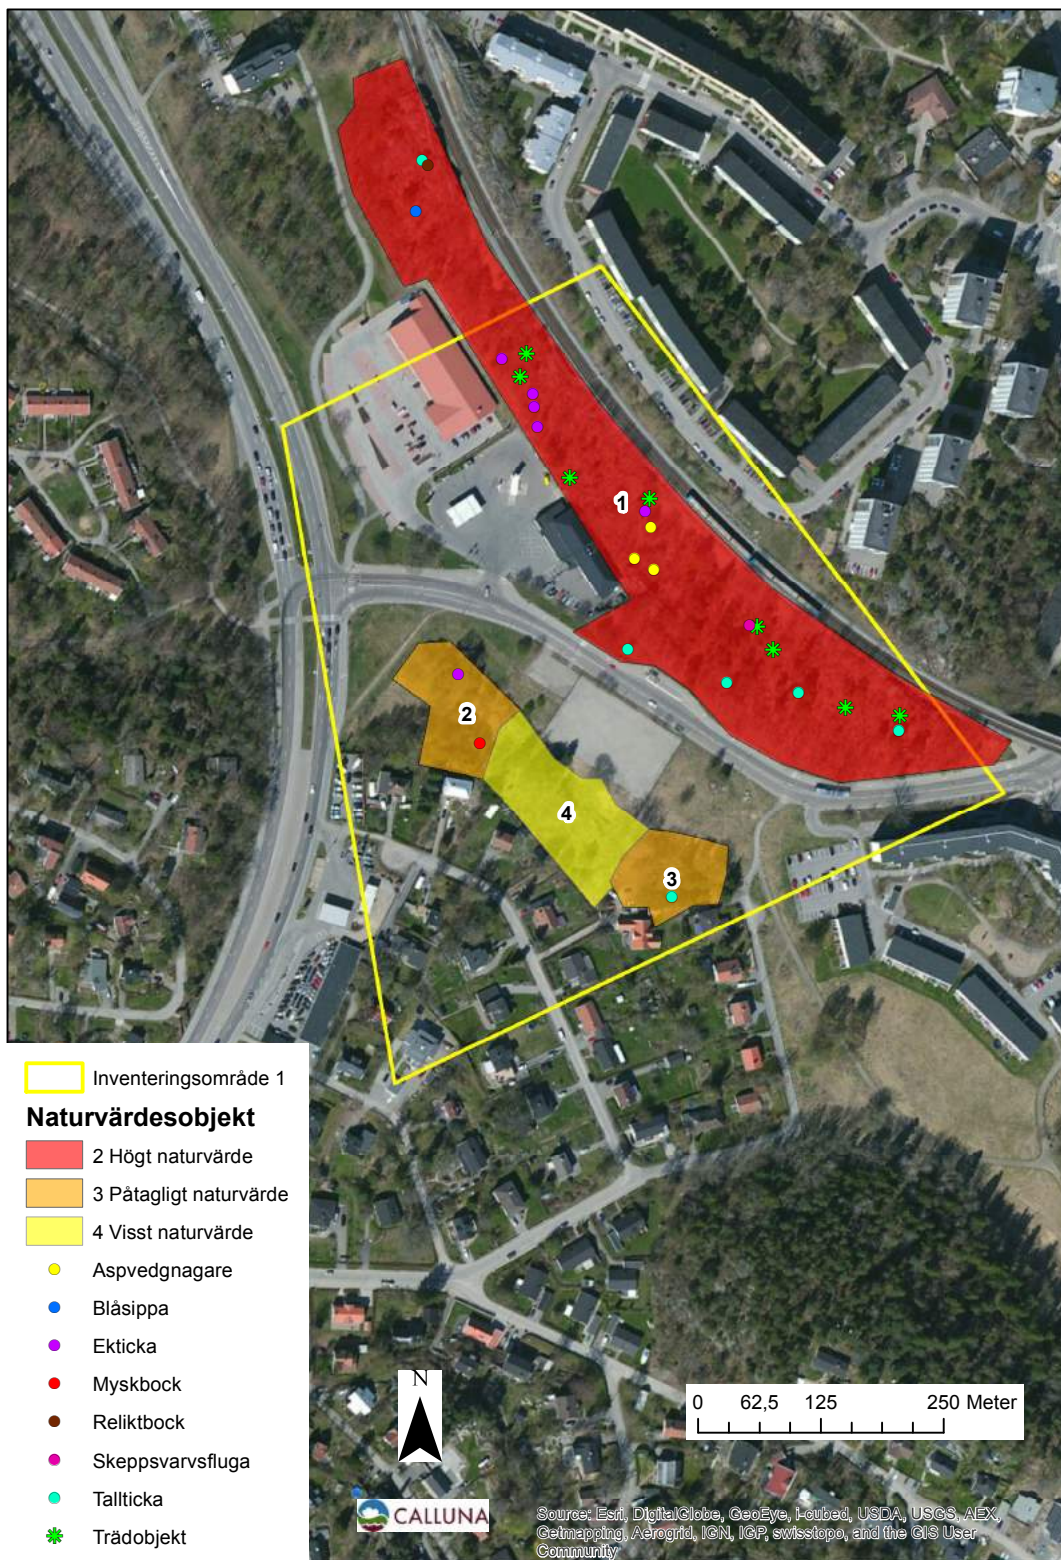 1
2
4
3
Inventeringsområde 1
Naturvärdesobjekt
2 Högt naturvärde
3 Påtagligt naturvärde
4 Visst naturvärde
Aspvedgnagare
Blåsippa
Ekticka
Myskbock
Reliktbock
Skeppsvarvsfluga
Tallticka
Trädobjekt
N
0 62,5 125 250 Meter
CALLUNA
Source: Esri, DigitalGlobe, GeoEye, i-cubed, USDA, USGS, AEX,
Getmapping, Aerogrid, IGN, IGP, swisstopo, and the GIS User
Community